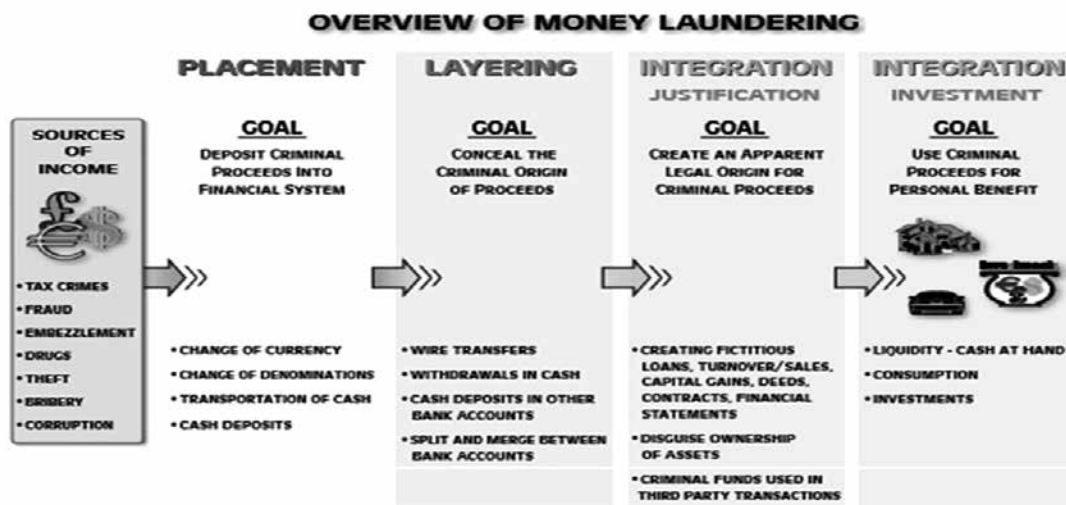 OVERVIEW OF MONEY LAUNDERING
SOURCES
OF
INCOME
• TAX CRIMES
• FRAUD
• EMBEZZLEMENT
• DRUGS
• THEFT
• BRIBERY
• CORRUPTION
PLACEMENT
GOAL
DEPOSIT CRIMINAL
PROCEEDS INTO
FINANCIAL SYSTEM
• CHANGE OF CURRENCY
• CHANGE OF DENOMINATIONS
• TRANSPORTATION OF CASH
• CASH DEPOSITS
LAYERING
GOAL
CONCEAL THE
CRIMINAL ORIGIN
OF PROCEEDS
• WIRE TRANSFERS
• WITHDRAWALS IN CASH
• CASH DEPOSITS IN OTHER
BANK ACCOUNTS
• SPLIT AND MERGE BETWEEN
BANK ACCOUNTS
INTEGRATION
JUSTIFICATION
GOAL
CREATE AN APPARENT
LEGAL ORIGIN FOR
CRIMINAL PROCEEDS
• CREATING FICTITIOUS
LOANS, TURNOVER/SALES,
CAPITAL GAINS, DEEDS,
CONTRACTS, FINANCIAL
STATEMENTS
• DISGUISE OWNERSHIP
OF ASSETS
• CRIMINAL FUNDS USED IN
THIRD PARTY TRANSACTIONS
INTEGRATION
INVESTMENT
GOAL
USE CRIMINAL
PROCEEDS FOR
PERSONAL BENEFIT
• LIQUIDITY - CASH AT HAND
• CONSUMPTION
• INVESTMENTS